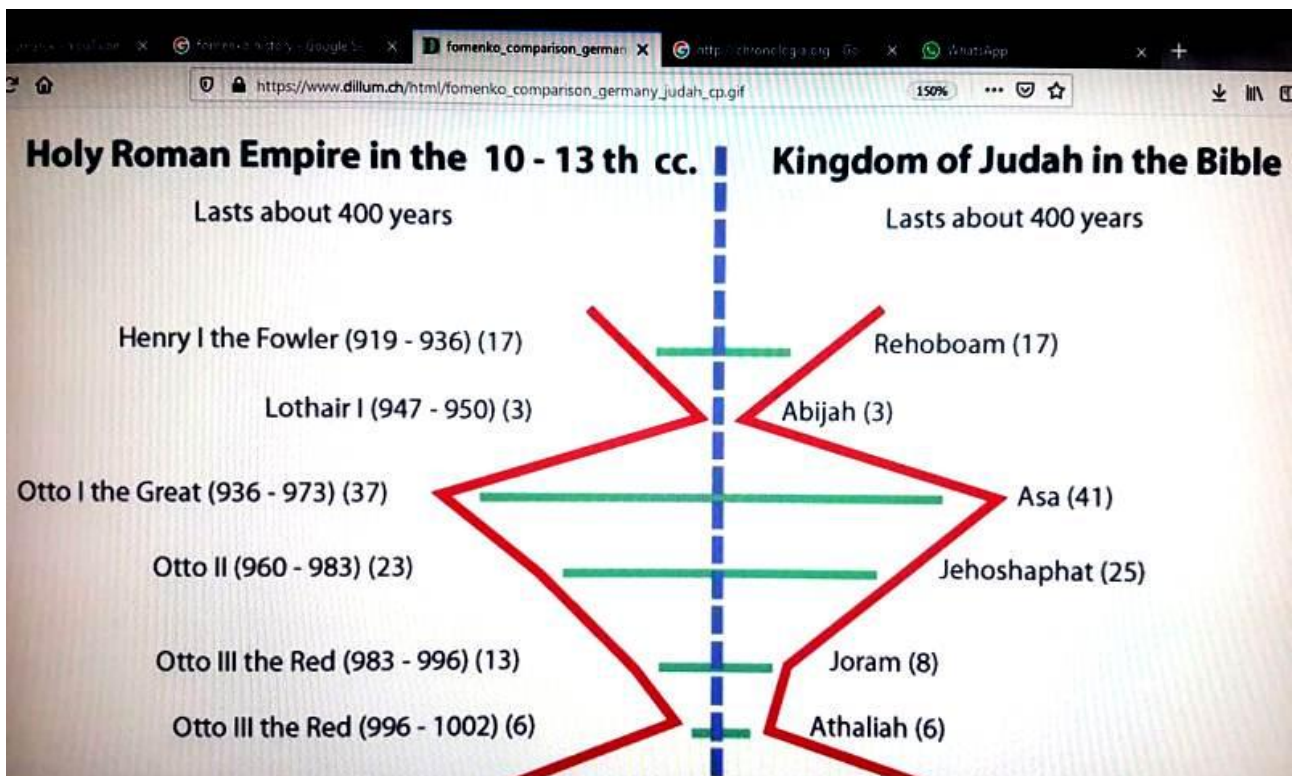 fomenko history - Google Se
fomenko_comparison_german
WhatsApp
https://www.dillum.ch/html/fomenko_comparison_germany_judah_cp.gif
150%
Holy Roman Empire in the 10 - 13 th cc.
Kingdom of Judah in the Bible
Lasts about 400 years
Lasts about 400 years
Henry I the Fowler (919 - 936) (17)
Rehoboam (17)
Lothair I (947 - 950) (3)
Abijah (3)
Otto I the Great (936 - 973) (37)
Asa (41)
Otto II (960 - 983) (23)
Jehoshaphat (25)
Otto III the Red (983 - 996) (13)
Joram (8)
Otto III the Red (996 - 1002) (6)
Athaliah (6)